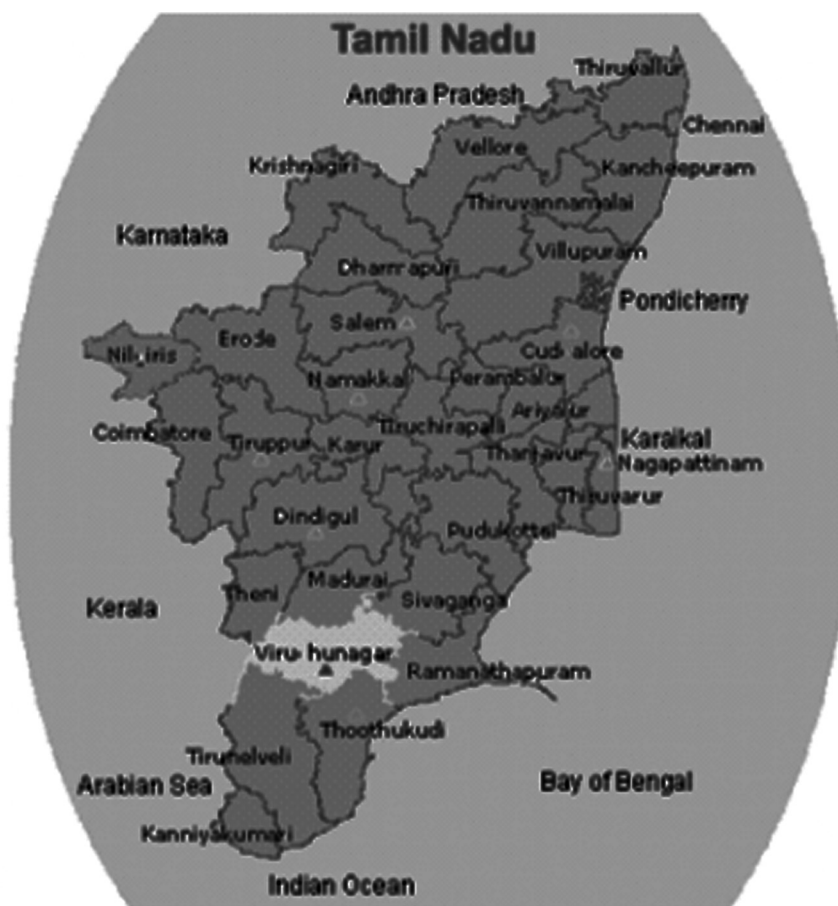 Tamil Nadu
Thiruvallur
Andhra Pradesh
Chennai
Vellore
Krishnagiri
Kancheepuram
Thiruvannamalai
Karnataka
Villupuram
Dharmapuri
Pondicherry
Salem
Erode
Cuddalore
Nilgiris
Namakkal
Perambalur
Ariyalur
Tiruchirapalli
Coimbatore
Karaikal
Tiruppur
Karur
Thanjavur
Nagapattinam
Thiruvarur
Dindigul
Pudukottai
Madurai
Theni
Sivaganga
Kerala
Virudhunagar
Ramanathapuram
Thoothukudi
Tirunelveli
Arabian Sea
Bay of Bengal
Kanniyakumari
Indian Ocean